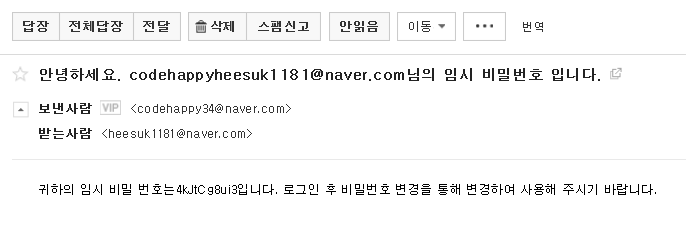 답장 전체답장 전달 삭제 스팸신고 안읽음 이동 ••• 번역
안녕하세요. codehappyheesuk1181@naver.com님의 임시 비밀번호 입니다.
보낸사람 VIP <codehappy34@naver.com>
받는사람 <heesuk1181@naver.com>
귀하의 임시 비밀 번호는4kJtCg8ui3입니다. 로그인 후 비밀번호 변경을 통해 변경하여 사용해 주시기 바랍니다.